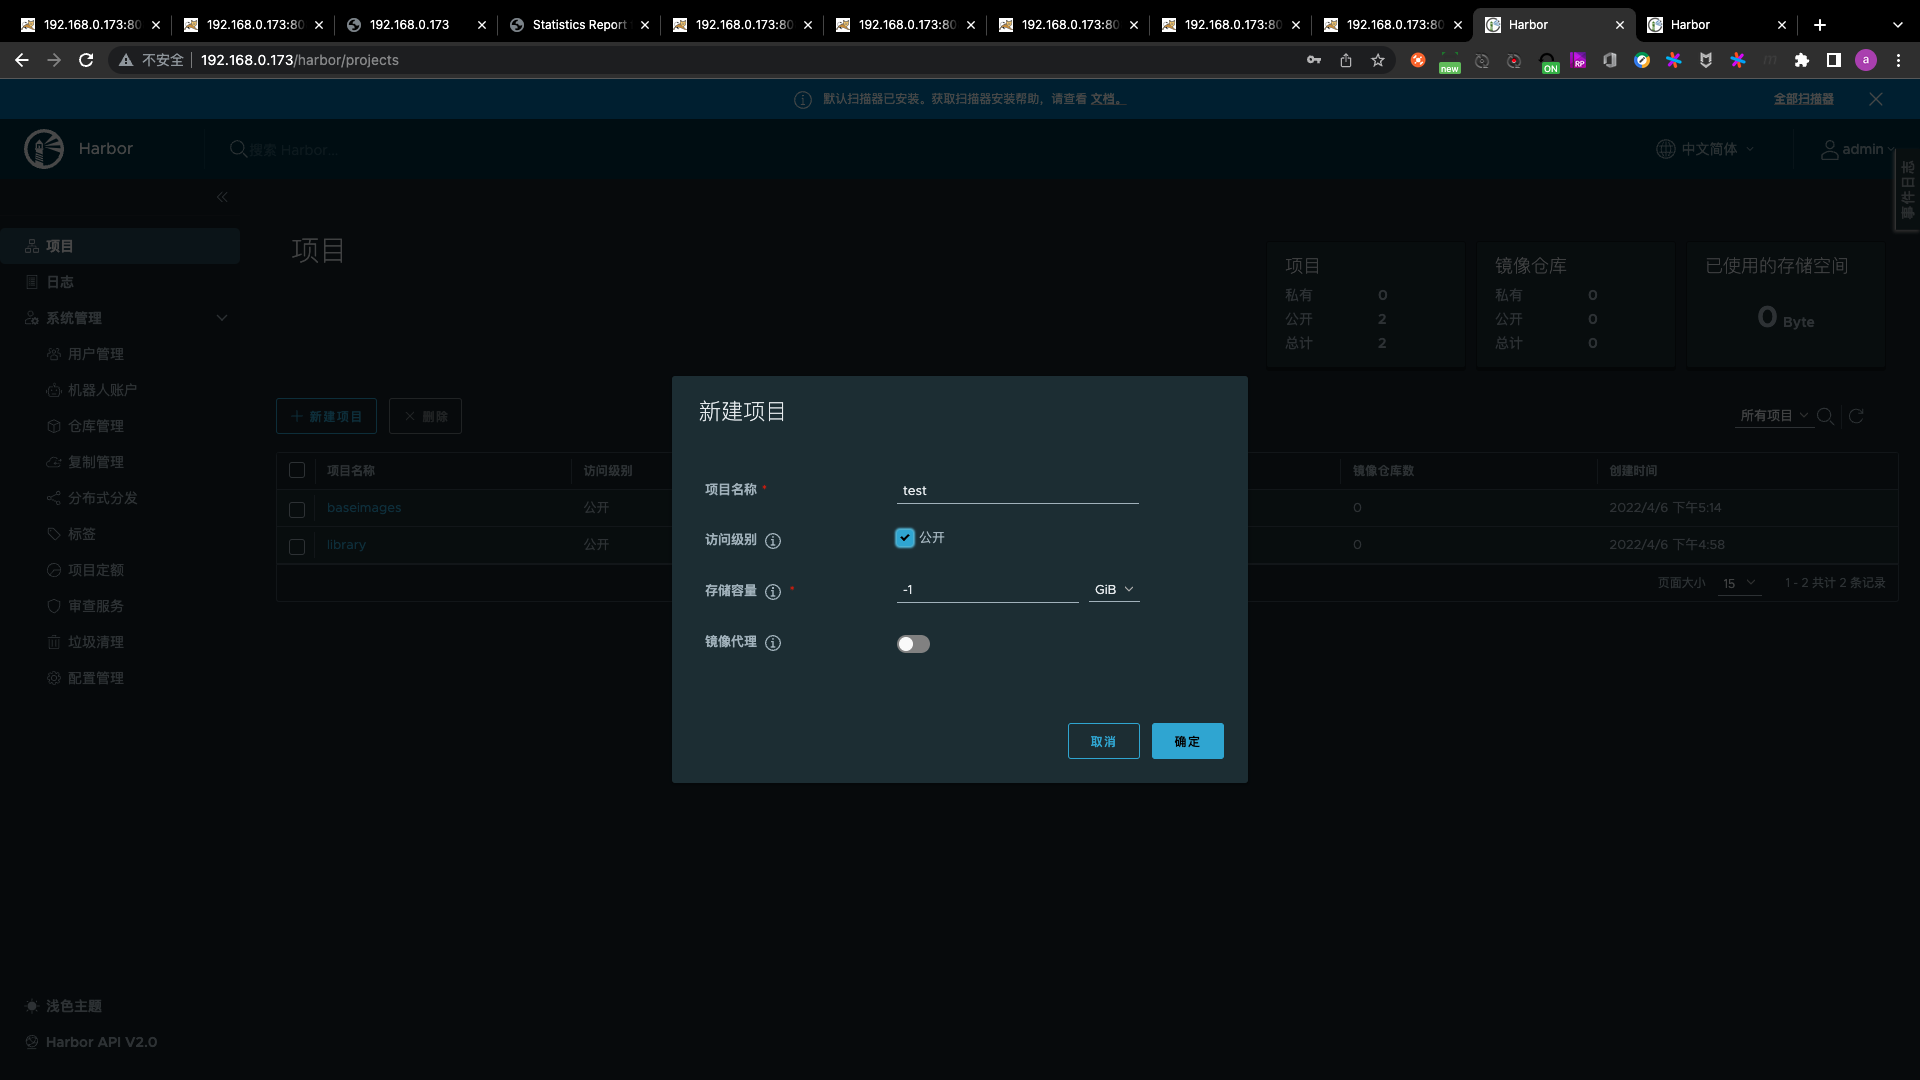 192.168.0.173:80
192.168.0.173:80
192.168.0.173
Statistics Report
192.168.0.173:80
192.168.0.173:80
192.168.0.173:80
192.168.0.173:80
192.168.0.173:80
Harbor
Harbor
不安全 192.168.0.173/harbor/projects
new
ON
RP
a
默认扫描器已安装。获取扫描器安装帮助，请查看 文档。
全部扫描器
Harbor
搜索 Harbor...
中文简体
admin
事件日志
项目
日志
系统管理
用户管理
机器人账户
仓库管理
复制管理
分布式分发
标签
项目定额
审查服务
垃圾清理
配置管理
浅色主题
Harbor API V2.0
项目
项目
私有 0
公开 2
总计 2
镜像仓库
私有 0
公开 0
总计 0
已使用的存储空间
0 Byte
新建项目
删除
所有项目
项目名称 访问级别 镜像仓库数 创建时间
baseimages 公开 0 2022/4/6 下午5:14
library 公开 0 2022/4/6 下午4:58
页面大小 15 1 - 2 共计 2 条记录
新建项目
项目名称 * test
访问级别 公开
存储容量 * -1 GiB
镜像代理
取消
确定